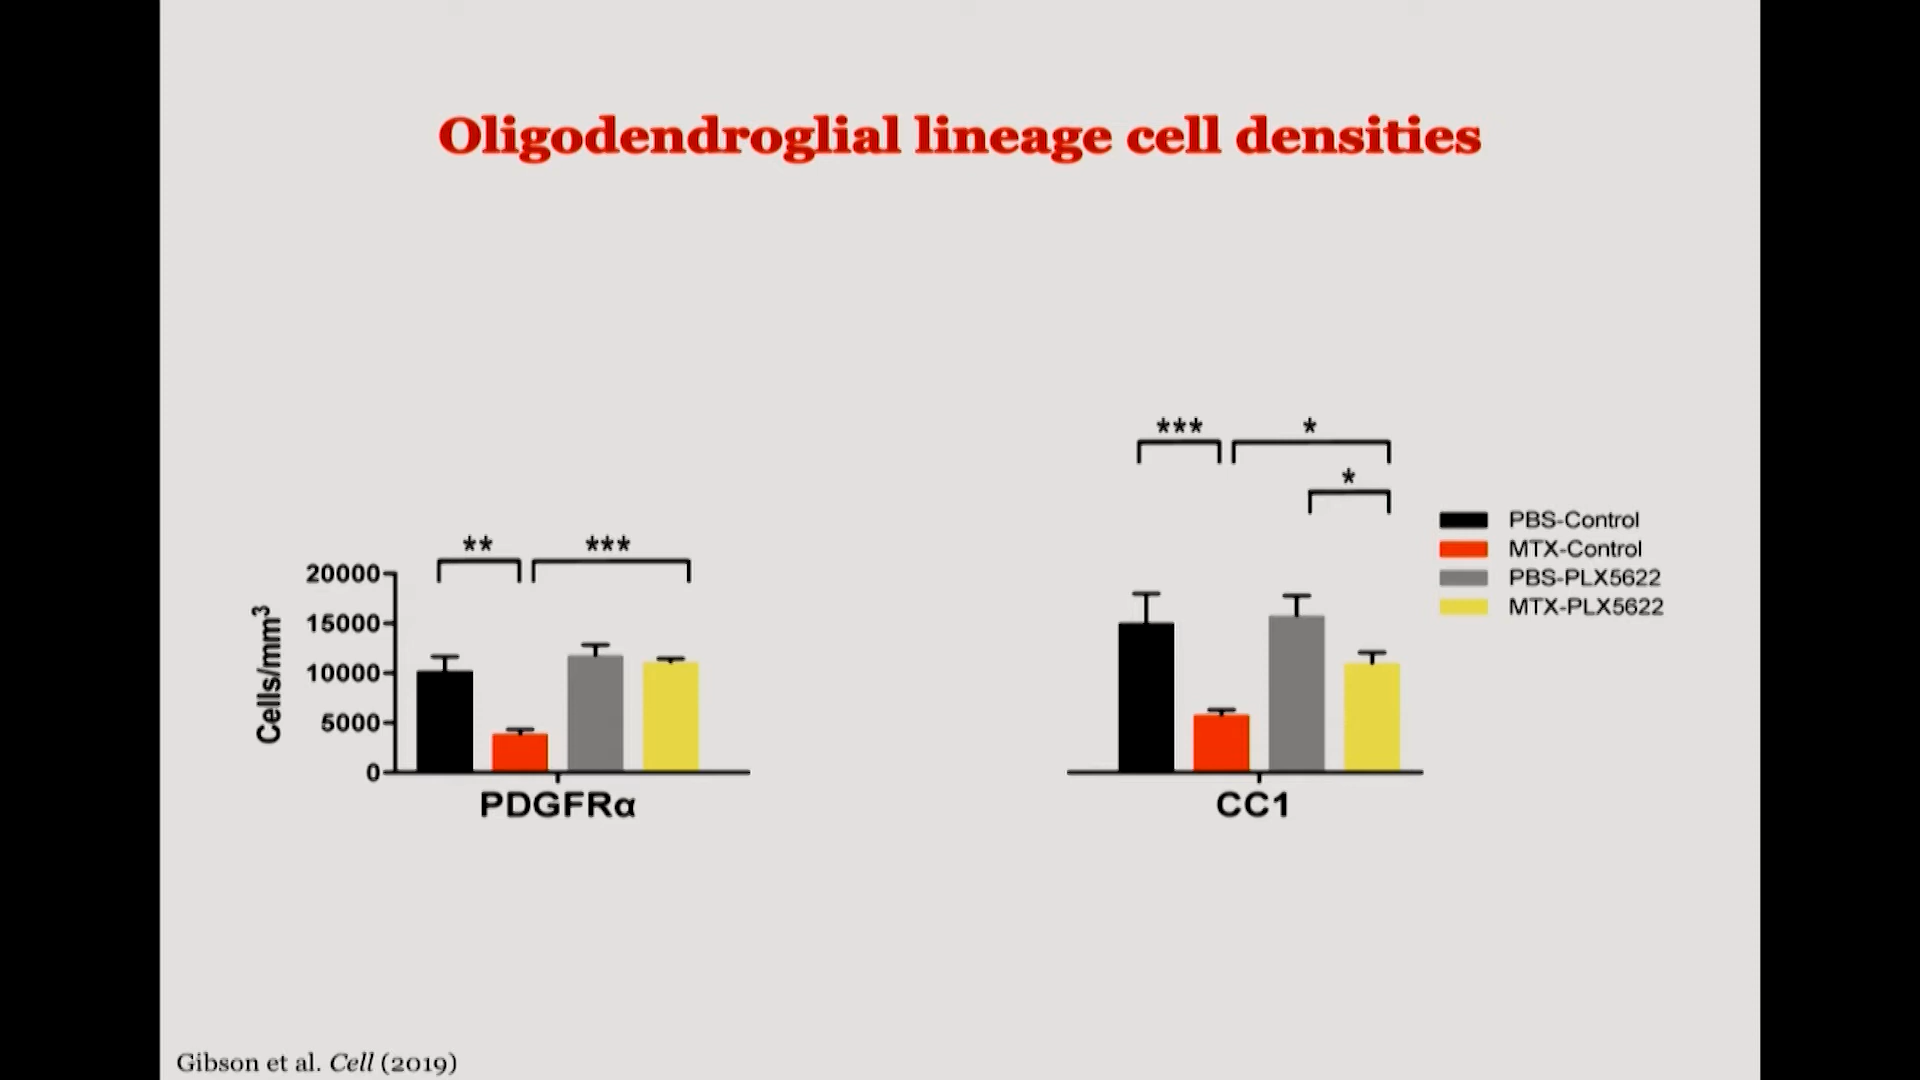 Oligodendroglial lineage cell densities
*** *
*
** ***
20000
15000
10000
5000
0
Cells/mm³
PDGFRα
CC1
PBS-Control
MTX-Control
PBS-PLX5622
MTX-PLX5622
Gibson et al. Cell (2019)